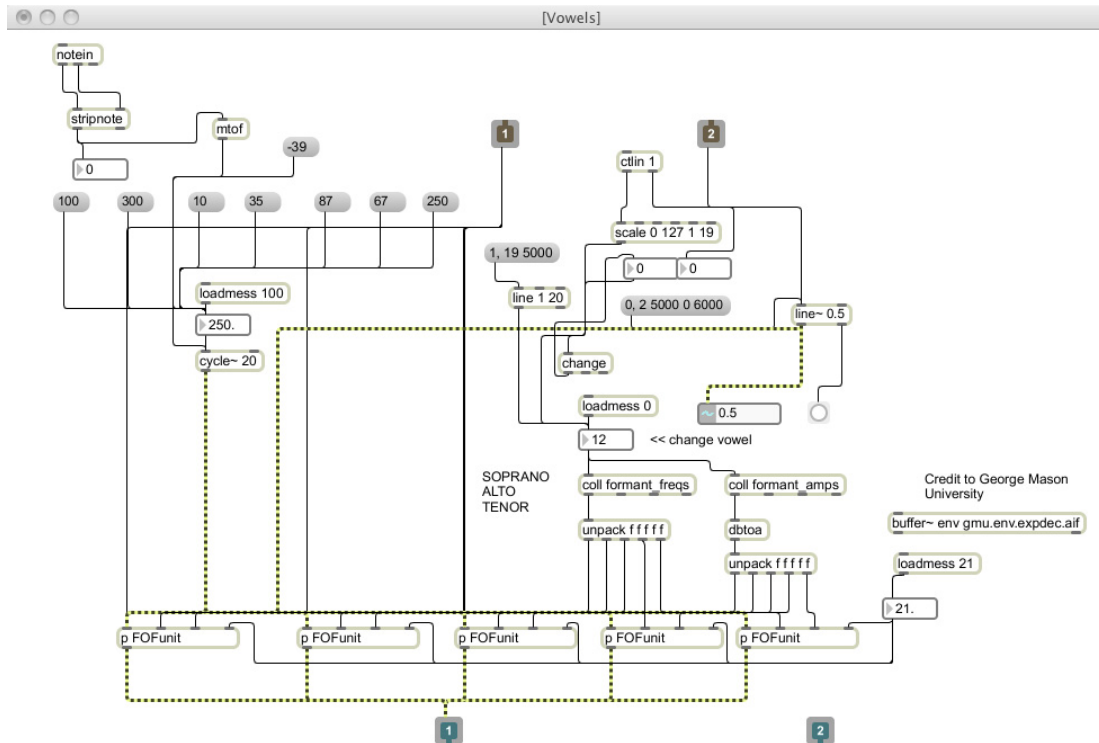 [Vowels]
notein
stripnote
mtof
0
-39
1
2
ctlin 1
100
300
10
35
87
67
250
scale 0 127 1 19
1, 19 5000
0
0
loadmess 100
line 1 20
0, 2 5000 0 6000
line~ 0.5
250.
cycle~ 20
change
loadmess 0
0.5
12
<< change vowel
SOPRANO
ALTO
TENOR
coll formant_freqs
coll formant_amps
Credit to George Mason
University
unpack f f f f f
dbtoa
buffer~ env gmu.env.expdec.aif
unpack f f f f f
loadmess 21
21.
p FOFunit
p FOFunit
p FOFunit
p FOFunit
p FOFunit
1
2